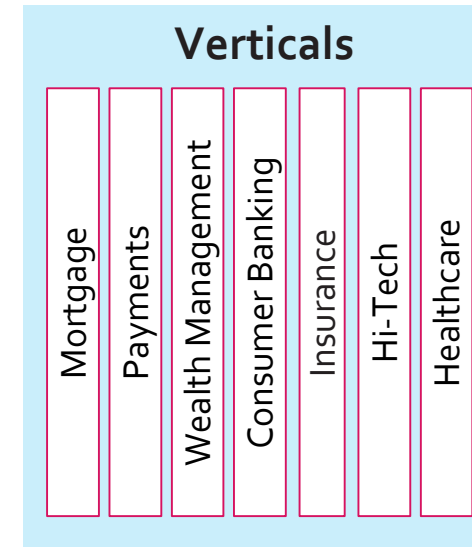 Verticals
Mortgage
Payments
Wealth Management
Consumer Banking
Insurance
Hi-Tech
Healthcare